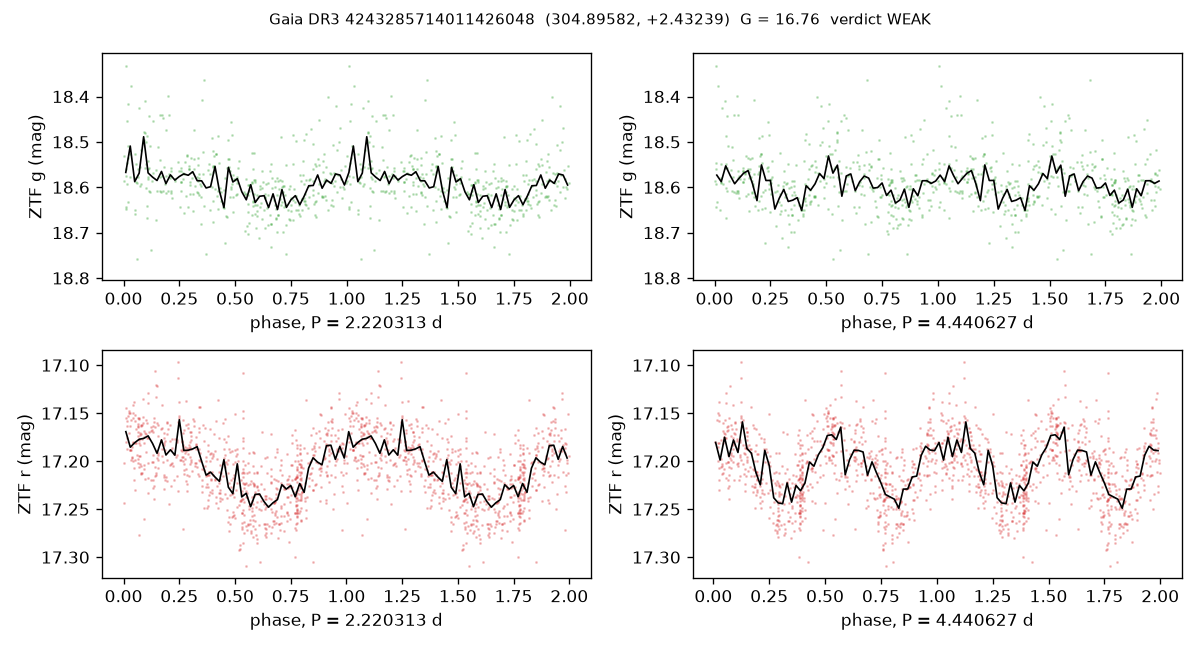 Gaia DR3 4243285714011426048 (304.89582, +2.43239) G = 16.76 verdict WEAK
ZTF g (mag)
18.4
18.5
18.6
18.7
18.8
0.00 0.25 0.50 0.75 1.00 1.25 1.50 1.75 2.00
phase, P = 2.220313 d
ZTF g (mag)
18.4
18.5
18.6
18.7
18.8
0.00 0.25 0.50 0.75 1.00 1.25 1.50 1.75 2.00
phase, P = 4.440627 d
ZTF r (mag)
17.10
17.15
17.20
17.25
17.30
0.00 0.25 0.50 0.75 1.00 1.25 1.50 1.75 2.00
phase, P = 2.220313 d
ZTF r (mag)
17.10
17.15
17.20
17.25
17.30
0.00 0.25 0.50 0.75 1.00 1.25 1.50 1.75 2.00
phase, P = 4.440627 d